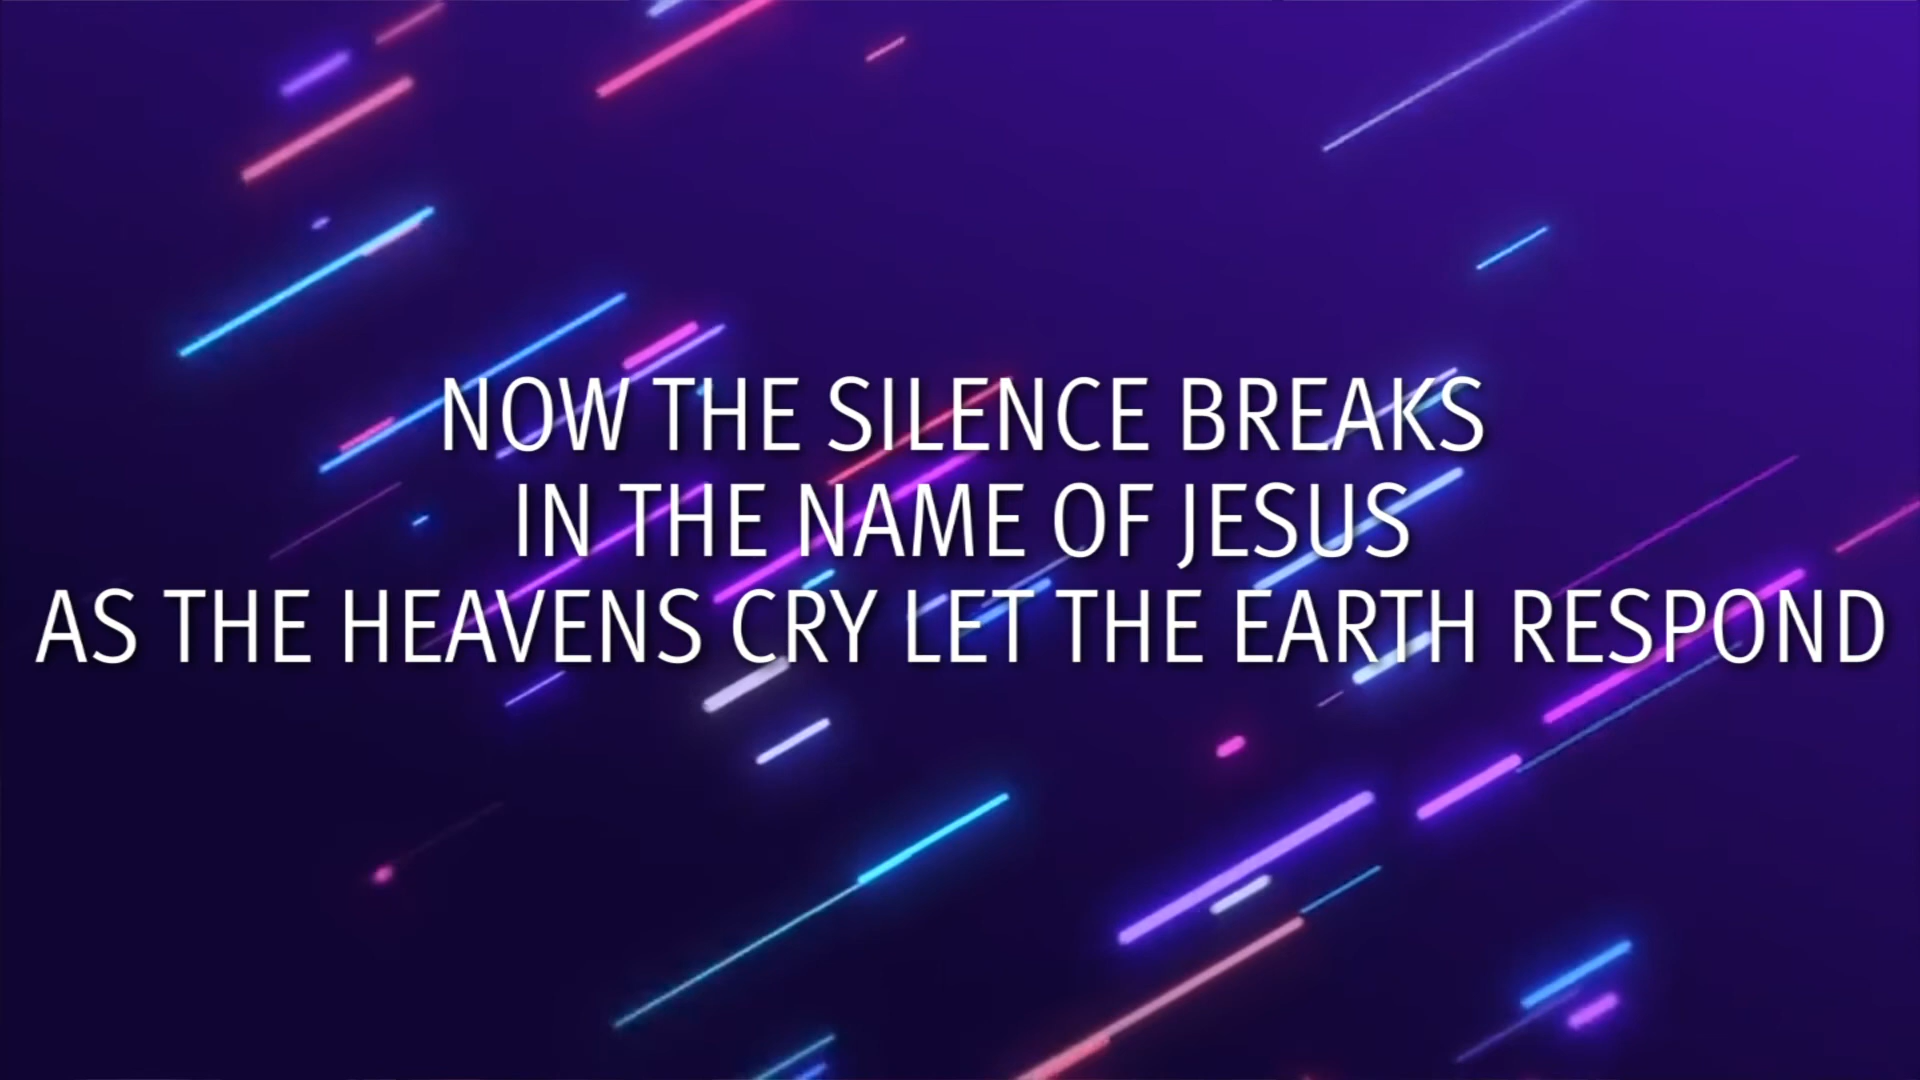 NOW THE SILENCE BREAKS
IN THE NAME OF JESUS
AS THE HEAVENS CRY LET THE EARTH RESPOND